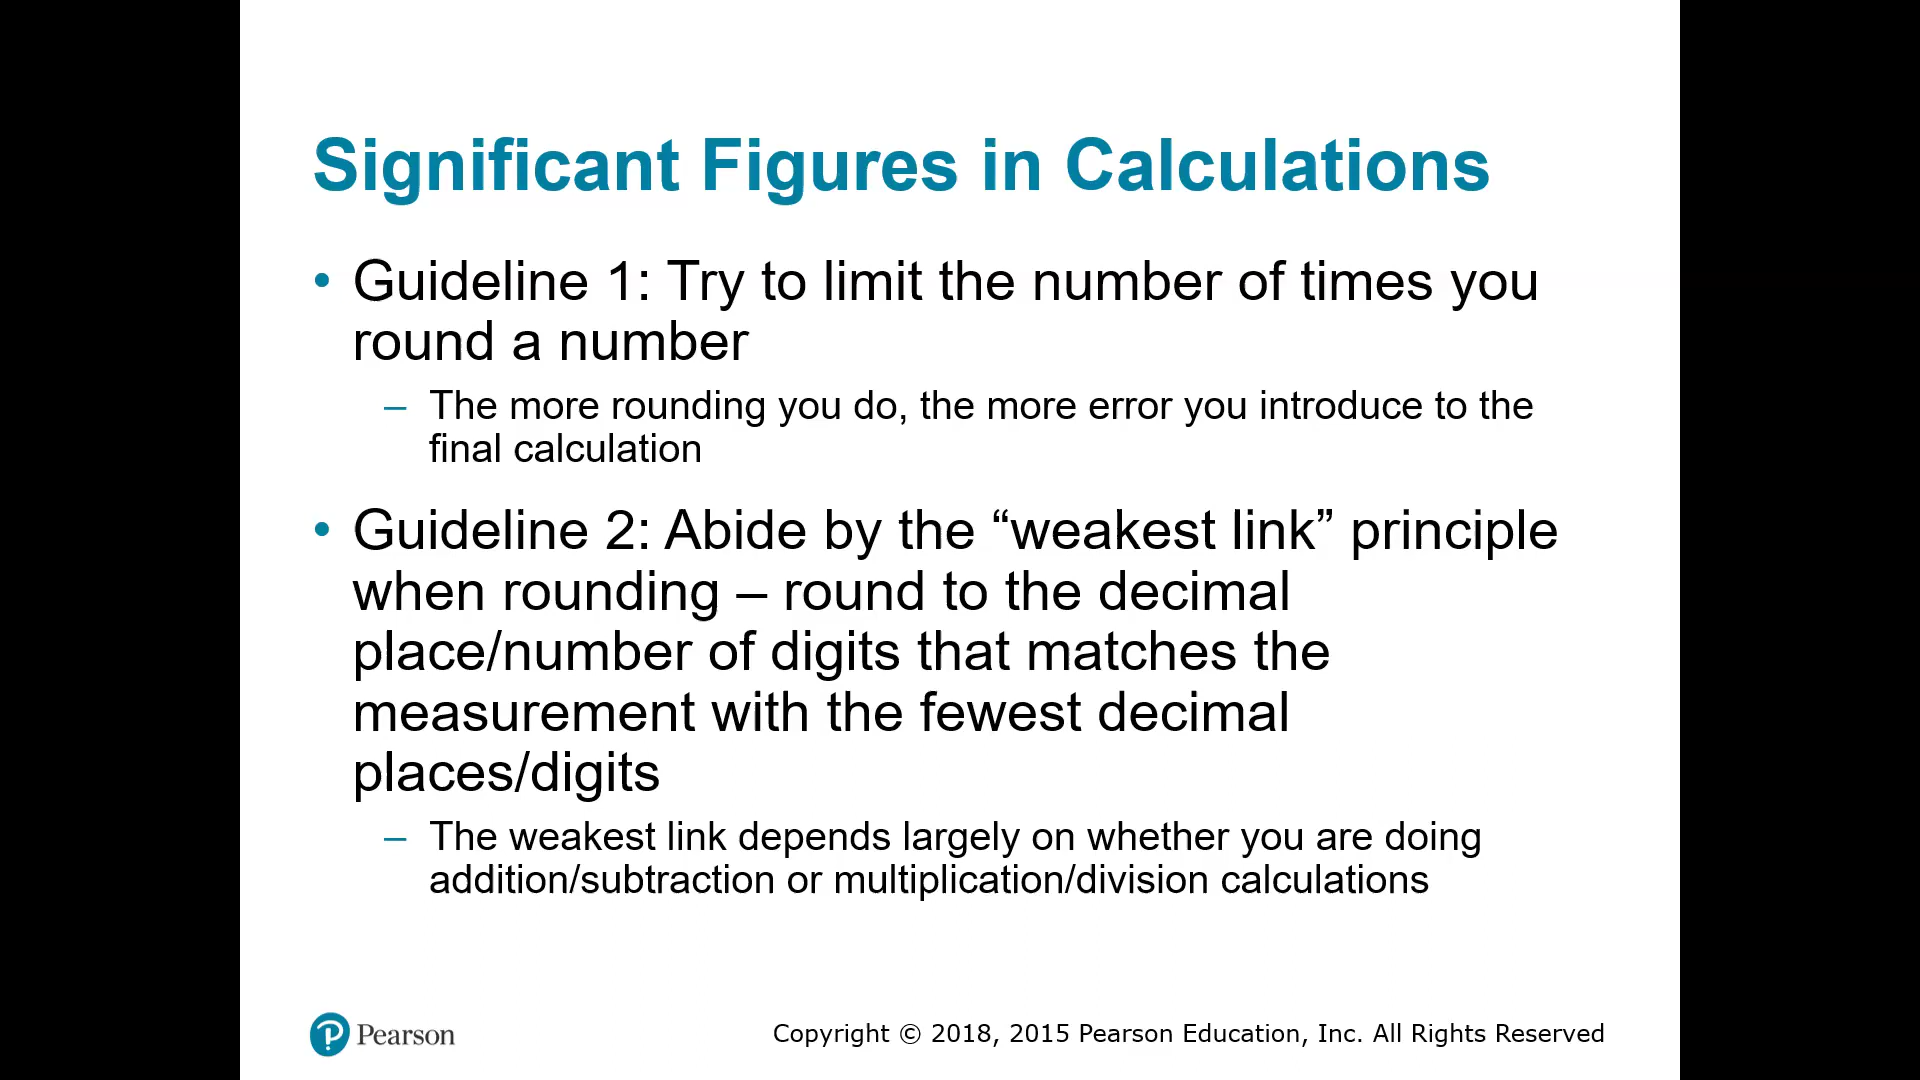 Significant Figures in Calculations
• Guideline 1: Try to limit the number of times you
round a number
– The more rounding you do, the more error you introduce to the
final calculation
• Guideline 2: Abide by the “weakest link” principle
when rounding – round to the decimal
place/number of digits that matches the
measurement with the fewest decimal
places/digits
– The weakest link depends largely on whether you are doing
addition/subtraction or multiplication/division calculations
P Pearson
Copyright © 2018, 2015 Pearson Education, Inc. All Rights Reserved